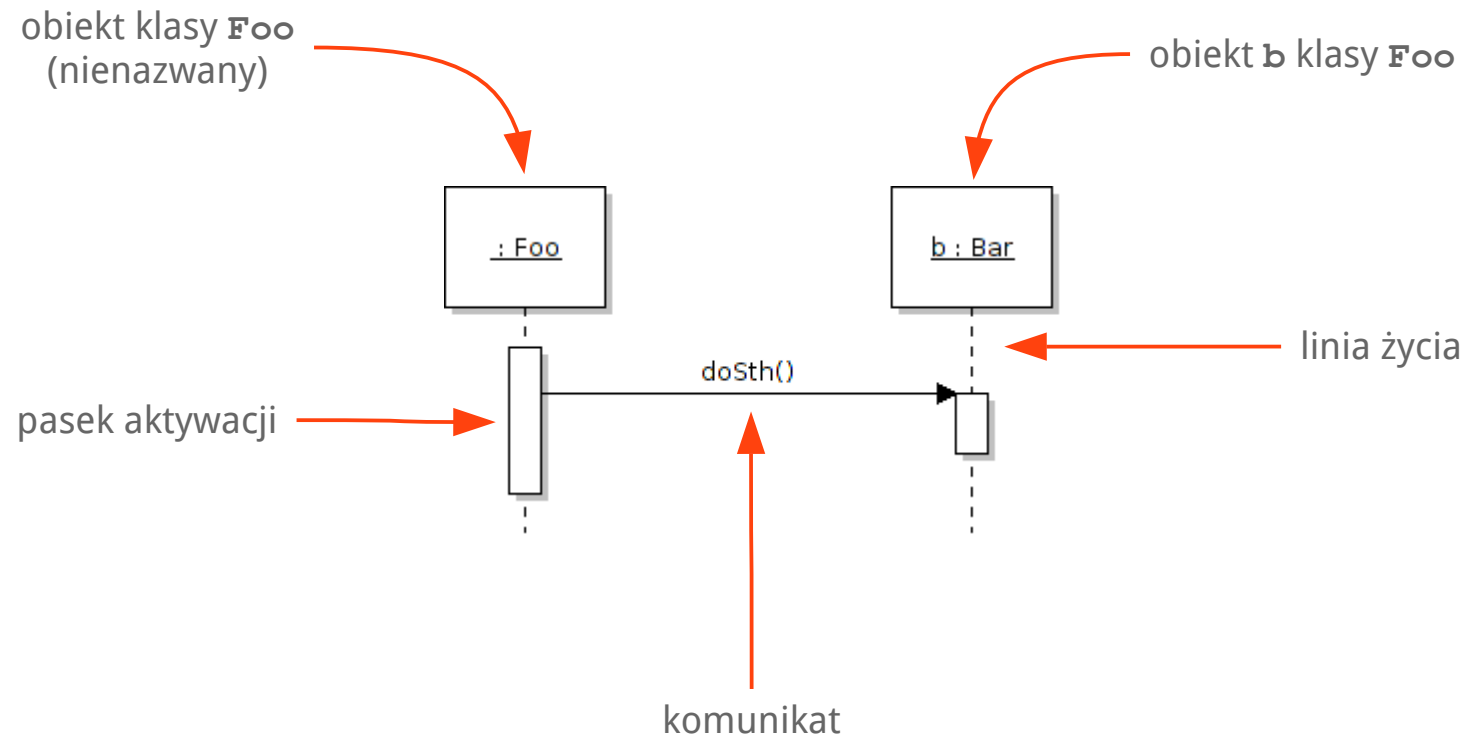 obiekt klasy Foo
(nienazwany)
obiekt b klasy Foo
: Foo
b : Bar
linia życia
doSth()
pasek aktywacji
komunikat